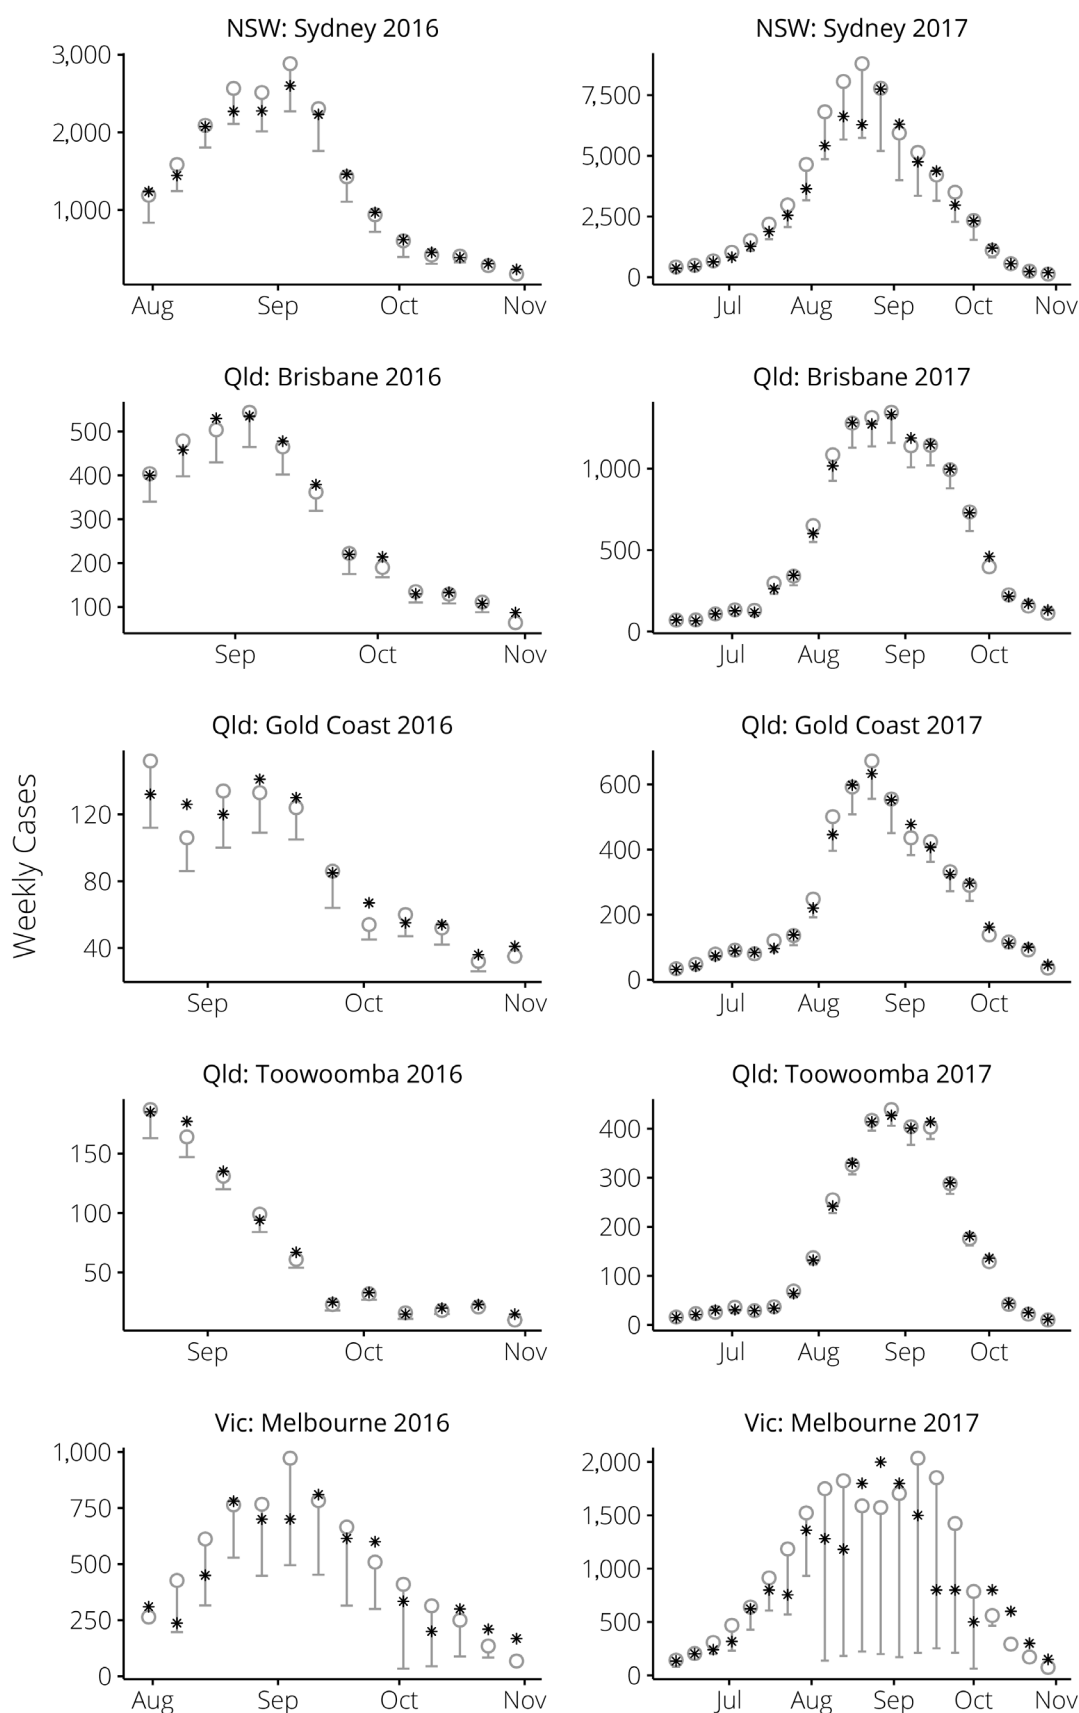 NSW: Sydney 2016
NSW: Sydney 2017
3,000
2,000
1,000
Aug Sep Oct Nov
7,500
5,000
2,500
0
Jul Aug Sep Oct Nov
Qld: Brisbane 2016
Qld: Brisbane 2017
500
400
300
200
100
Sep Oct Nov
1,000
500
0
Jul Aug Sep Oct
Weekly Cases
Qld: Gold Coast 2016
Qld: Gold Coast 2017
120
80
40
Sep Oct Nov
600
400
200
0
Jul Aug Sep Oct
Qld: Toowoomba 2016
Qld: Toowoomba 2017
150
100
50
Sep Oct Nov
400
300
200
100
0
Jul Aug Sep Oct
Vic: Melbourne 2016
Vic: Melbourne 2017
1,000
750
500
250
0
Aug Sep Oct Nov
2,000
1,500
1,000
500
0
Jul Aug Sep Oct Nov